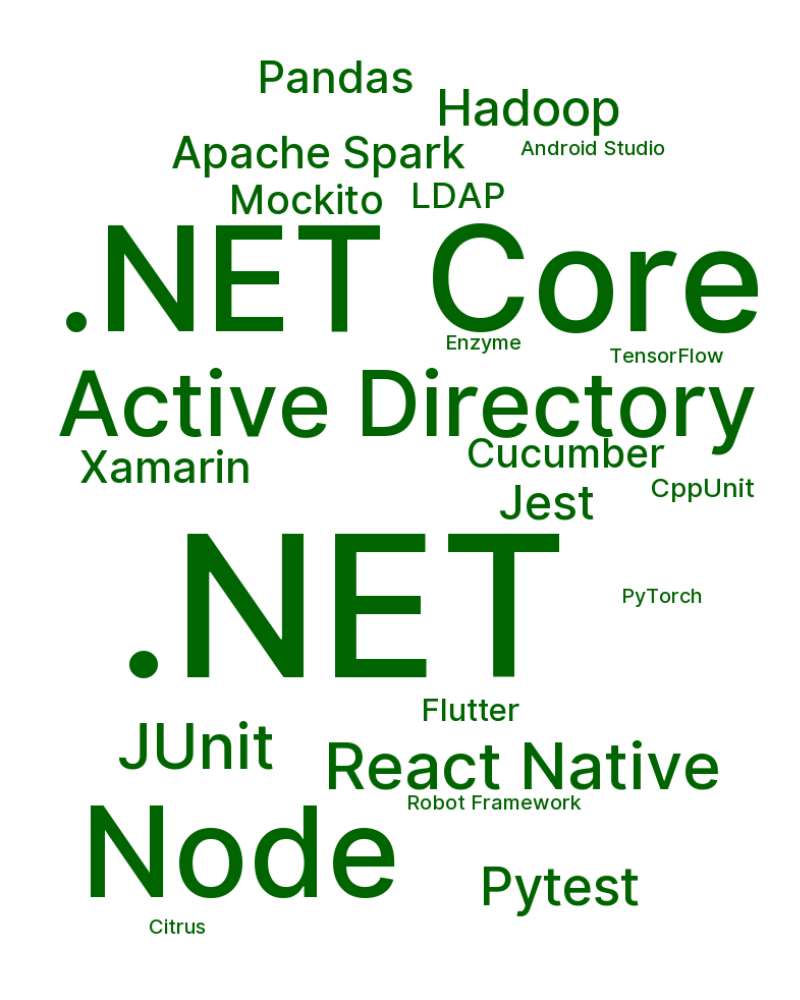 Pandas
Hadoop
Android Studio
Apache Spark
Mockito
LDAP
.NET Core
Enzyme
TensorFlow
Active Directory
Cucumber
Xamarin
CppUnit
Jest
.NET
PyTorch
Flutter
JUnit
React Native
Robot Framework
Node
Pytest
Citrus